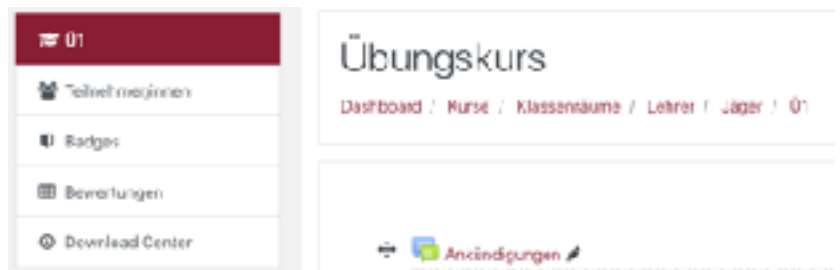 Ü1
Teilnehmer/innen
Badges
Bewertungen
Download Center
Übungskurs
Dashboard / Kurse / Klassenräume / Lehrer / Jäger / Ü1
Ankündigungen